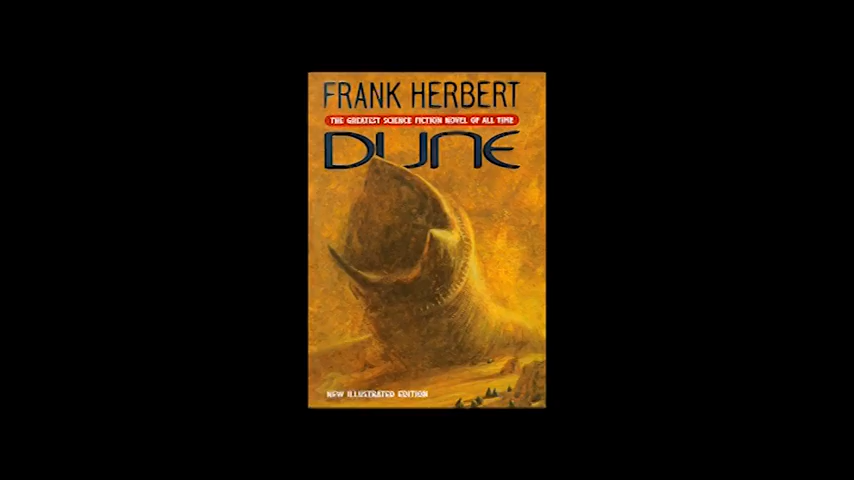 FRANK HERBERT
THE GREATEST SCIENCE FICTION NOVEL OF ALL TIME
DUNE
NEW ILLUSTRATED EDITION